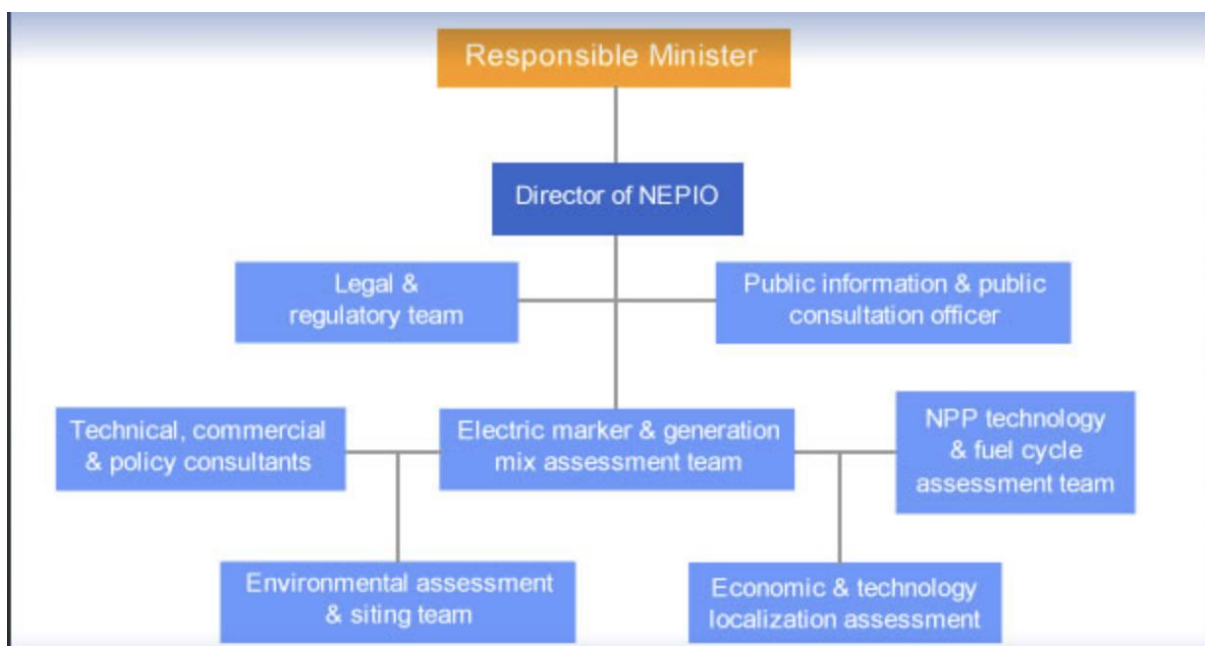 Responsible Minister
Director of NEPIO
Legal &
regulatory team
Public information & public
consultation officer
Technical, commercial
& policy consultants
Electric marker & generation
mix assessment team
NPP technology
& fuel cycle
assessment team
Environmental assessment
& siting team
Economic & technology
localization assessment